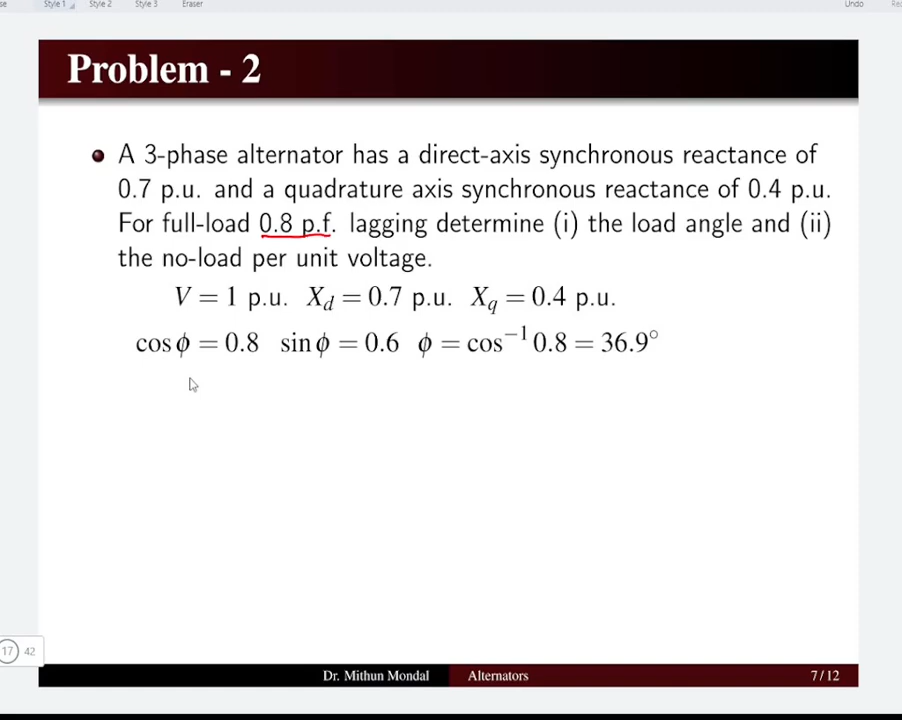 se Style 1 Style 2 Style 3 Eraser Undo
Problem - 2
A 3-phase alternator has a direct-axis synchronous reactance of
0.7 p.u. and a quadrature axis synchronous reactance of 0.4 p.u.
For full-load 0.8 p.f. lagging determine (i) the load angle and (ii)
the no-load per unit voltage.
V = 1 p.u. X_d = 0.7 p.u. X_q = 0.4 p.u.
cos ϕ = 0.8 sin ϕ = 0.6 ϕ = cos⁻¹ 0.8 = 36.9°
17 42
Dr. Mithun Mondal Alternators 7 / 12